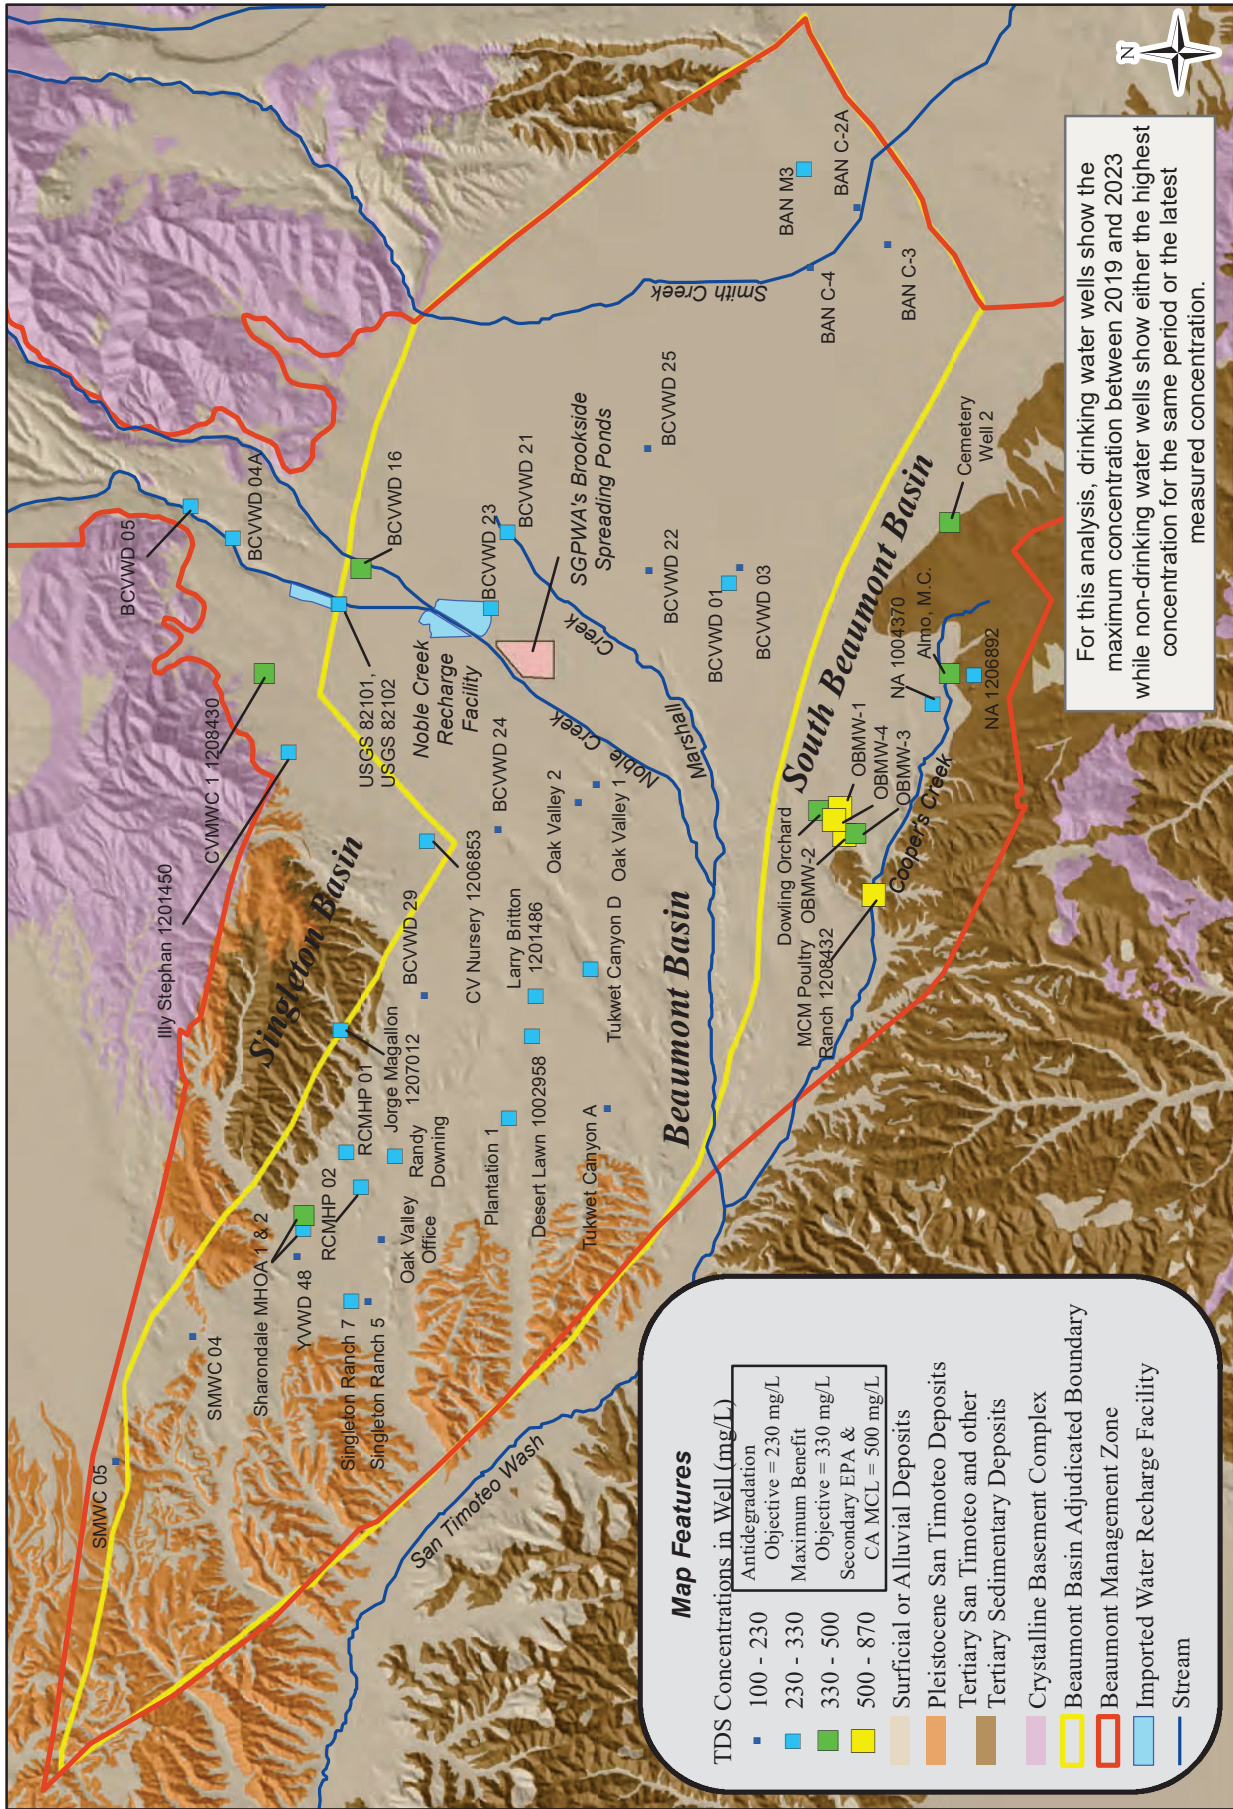 N
For this analysis, drinking water wells show the
maximum concentration between 2019 and 2023
while non-drinking water wells show either the highest
concentration for the same period or the latest
measured concentration.
SMWC 05
SMWC 04
Sharondale MHOA 1 & 2
YVWD 48
Singleton Ranch 7
Singleton Ranch 5
RCMHP 02
RCMHP 01
Oak Valley
Office
Randy
Downing
Jorge Magallon
1207012
BCVWD 29
Illy Stephan 1201450
CVMWC 1 1208430
Singleton Basin
CV Nursery 1206853
BCVWD 24
Larry Britton
1201486
Plantation 1
Desert Lawn 1002958
Tukwet Canyon A
Tukwet Canyon D
Oak Valley 2
Oak Valley 1
BCVWD 05
BCVWD 04A
BCVWD 16
USGS 82101,
USGS 82102
Noble Creek
Recharge
Facility
BCVWD 23
BCVWD 21
SGPWA's Brookside
Spreading Ponds
Noble Creek
Marshall
Creek
BCVWD 22
BCVWD 25
BCVWD 01
BCVWD 03
Smith Creek
BAN M3
BAN C-2A
BAN C-4
BAN C-3
Beaumont Basin
South Beaumont Basin
Dowling Orchard
OBMW-2
OBMW-1
OBMW-4
OBMW-3
MCM Poultry
Ranch 1208432
Coopers Creek
NA 1004370
Almo, M.C.
NA 1206892
Cemetery
Well 2
San Timoteo Wash
Map Features
TDS Concentrations in Well (mg/L)
100 - 230
230 - 330
330 - 500
500 - 870
Antidegradation
Objective = 230 mg/L
Maximum Benefit
Objective = 330 mg/L
Secondary EPA &
CA MCL = 500 mg/L
Surficial or Alluvial Deposits
Pleistocene San Timoteo Deposits
Tertiary San Timoteo and other
Tertiary Sedimentary Deposits
Crystalline Basement Complex
Beaumont Basin Adjudicated Boundary
Beaumont Management Zone
Imported Water Recharge Facility
Stream